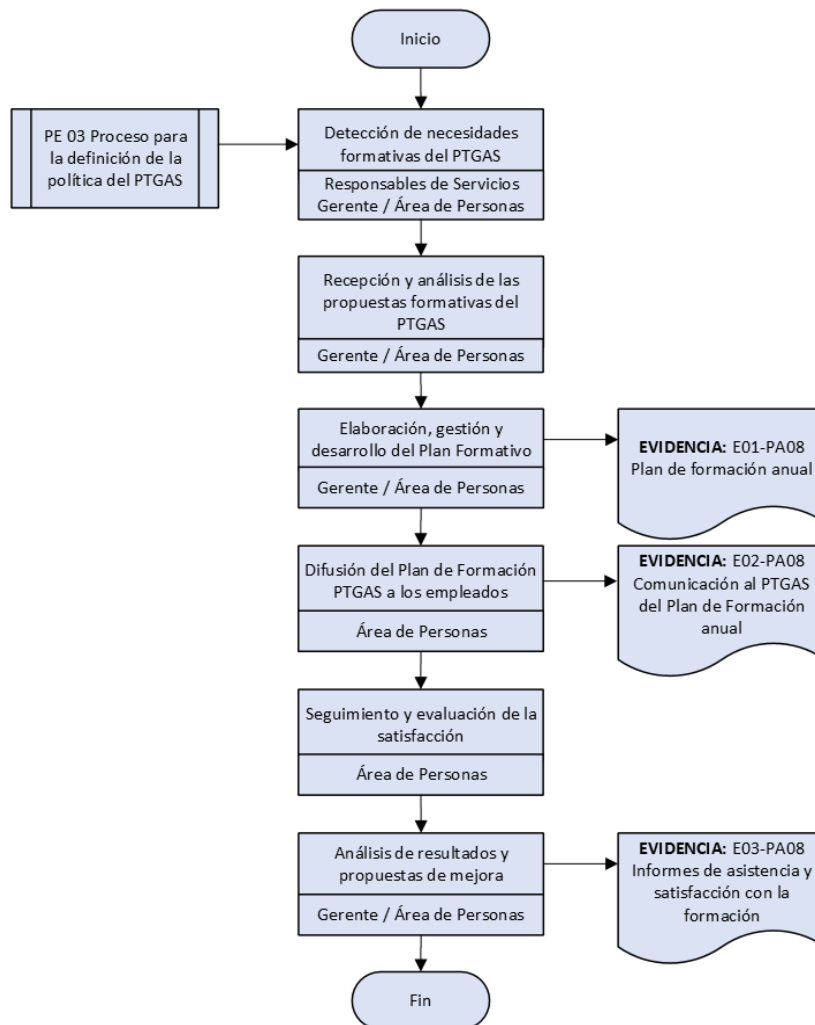 Inicio
PE 03 Proceso para
la definición de la
política del PTGAS
Detección de necesidades
formativas del PTGAS
Responsables de Servicios
Gerente / Área de Personas
Recepción y análisis de las
propuestas formativas del
PTGAS
Gerente / Área de Personas
Elaboración, gestión y
desarrollo del Plan Formativo
Gerente / Área de Personas
EVIDENCIA: E01-PA08
Plan de formación anual
Difusión del Plan de Formación
PTGAS a los empleados
Área de Personas
EVIDENCIA: E02-PA08
Comunicación al PTGAS
del Plan de Formación
anual
Seguimiento y evaluación de la
satisfacción
Área de Personas
Análisis de resultados y
propuestas de mejora
Gerente / Área de Personas
EVIDENCIA: E03-PA08
Informes de asistencia y
satisfacción con la
formación
Fin